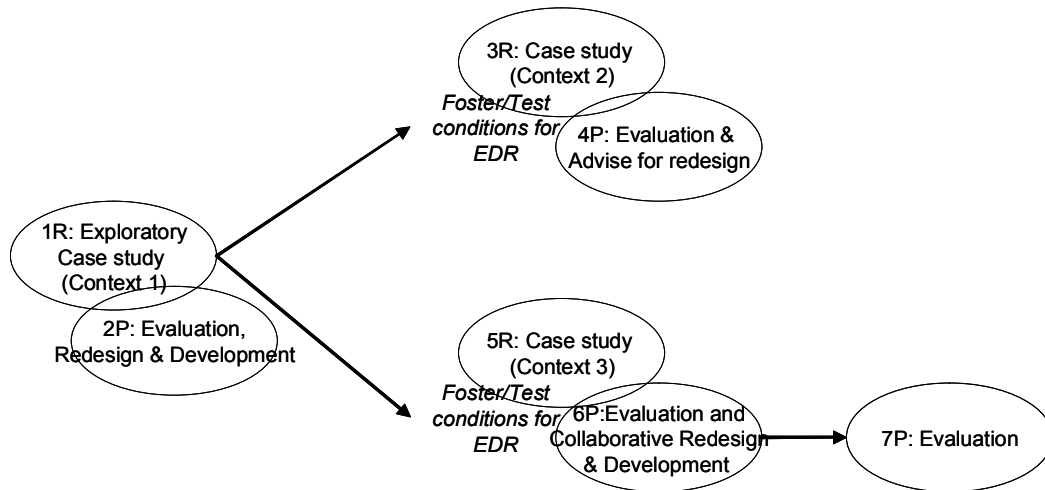 3R: Case study
(Context 2)
Foster/Test
conditions for
EDR
4P: Evaluation &
Advise for redesign
1R: Exploratory
Case study
(Context 1)
2P: Evaluation,
Redesign & Development
5R: Case study
(Context 3)
Foster/Test
conditions for
EDR
6P:Evaluation and
Collaborative Redesign
& Development
7P: Evaluation